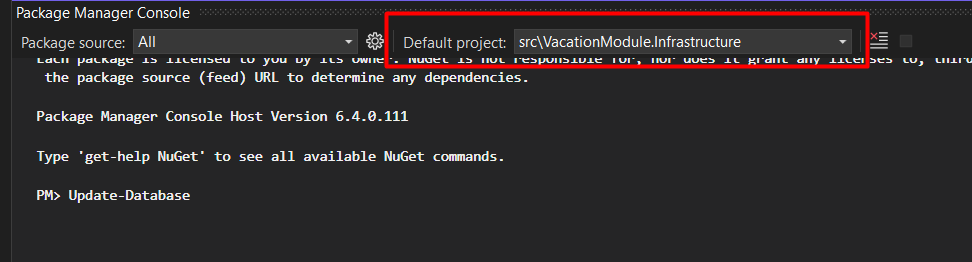 Package Manager Console
Package source: All Default project: src\VacationModule.Infrastructure
Each package is licensed to you by its owner. NuGet is not responsible for, nor does it grant any licenses to,
the package source (feed) URL to determine any dependencies.
Package Manager Console Host Version 6.4.0.111
Type 'get-help NuGet' to see all available NuGet commands.
PM> Update-Database